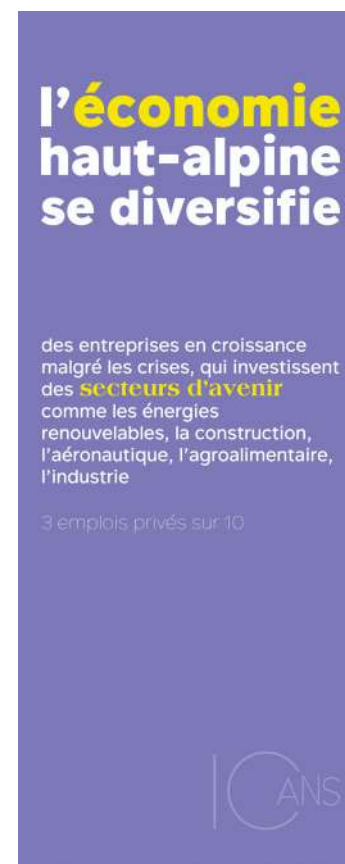 l'économie
haut-alpine
se diversifie
des entreprises en croissance
malgré les crises, qui investissent
des secteurs d'avenir
comme les énergies
renouvelables, la construction,
l'aéronautique, l'agroalimentaire,
l'industrie
3 emplois privés sur 10
10 ANS